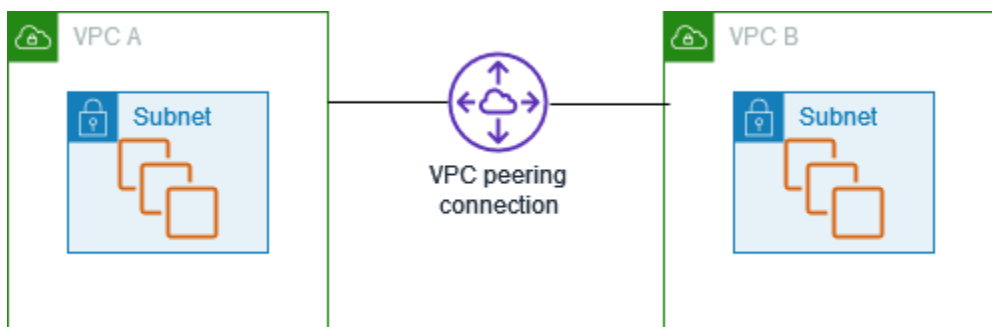 VPC A
VPC B
Subnet
Subnet
VPC peering
connection